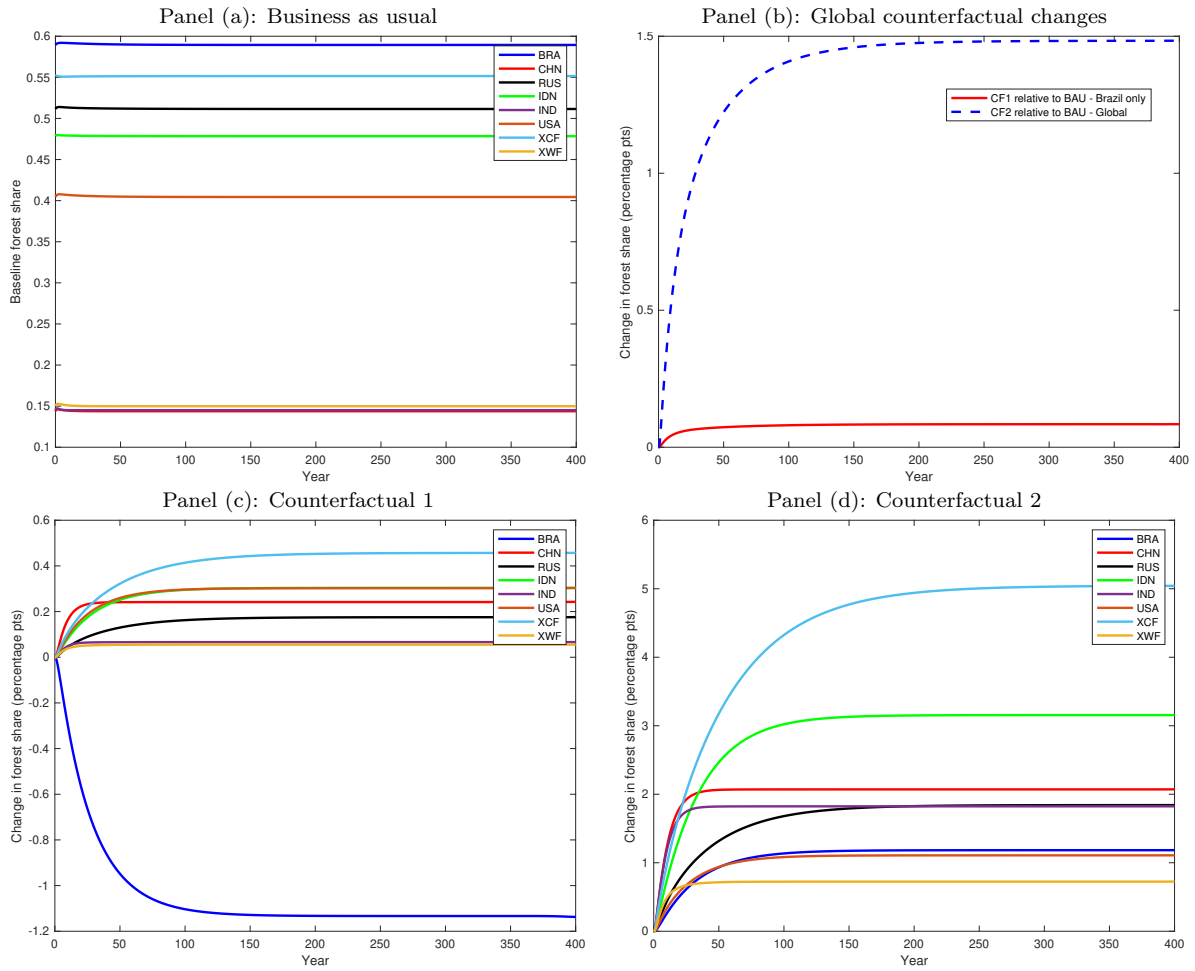 Panel (a): Business as usual
0.6
0.55
0.5
0.45
0.4
0.35
0.3
0.25
0.2
0.15
0.1
Baseline forest share
0 50 100 150 200 250 300 350 400
Year
BRA
CHN
RUS
IDN
IND
USA
XCF
XWF
Panel (b): Global counterfactual changes
1.5
1
0.5
0
Change in forest share (percentage pts)
0 50 100 150 200 250 300 350 400
Year
CF1 relative to BAU - Brazil only
CF2 relative to BAU - Global
Panel (c): Counterfactual 1
0.6
0.4
0.2
0
-0.2
-0.4
-0.6
-0.8
-1
-1.2
Change in forest share (percentage pts)
0 50 100 150 200 250 300 350 400
Year
BRA
CHN
RUS
IDN
IND
USA
XCF
XWF
Panel (d): Counterfactual 2
6
5
4
3
2
1
0
Change in forest share (percentage pts)
0 50 100 150 200 250 300 350 400
Year
BRA
CHN
RUS
IDN
IND
USA
XCF
XWF